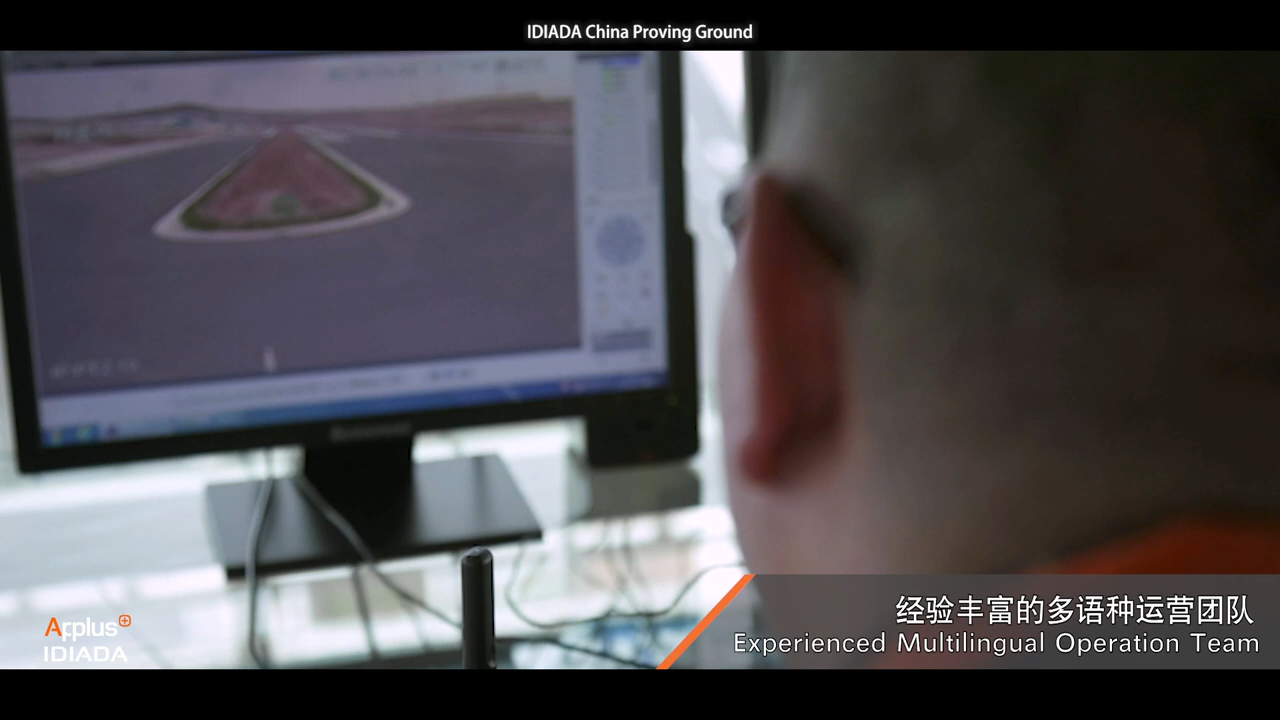 IDIADA China Proving Ground
经验丰富的多语种运营团队
Experienced Multilingual Operation Team
Applus+
IDIADA